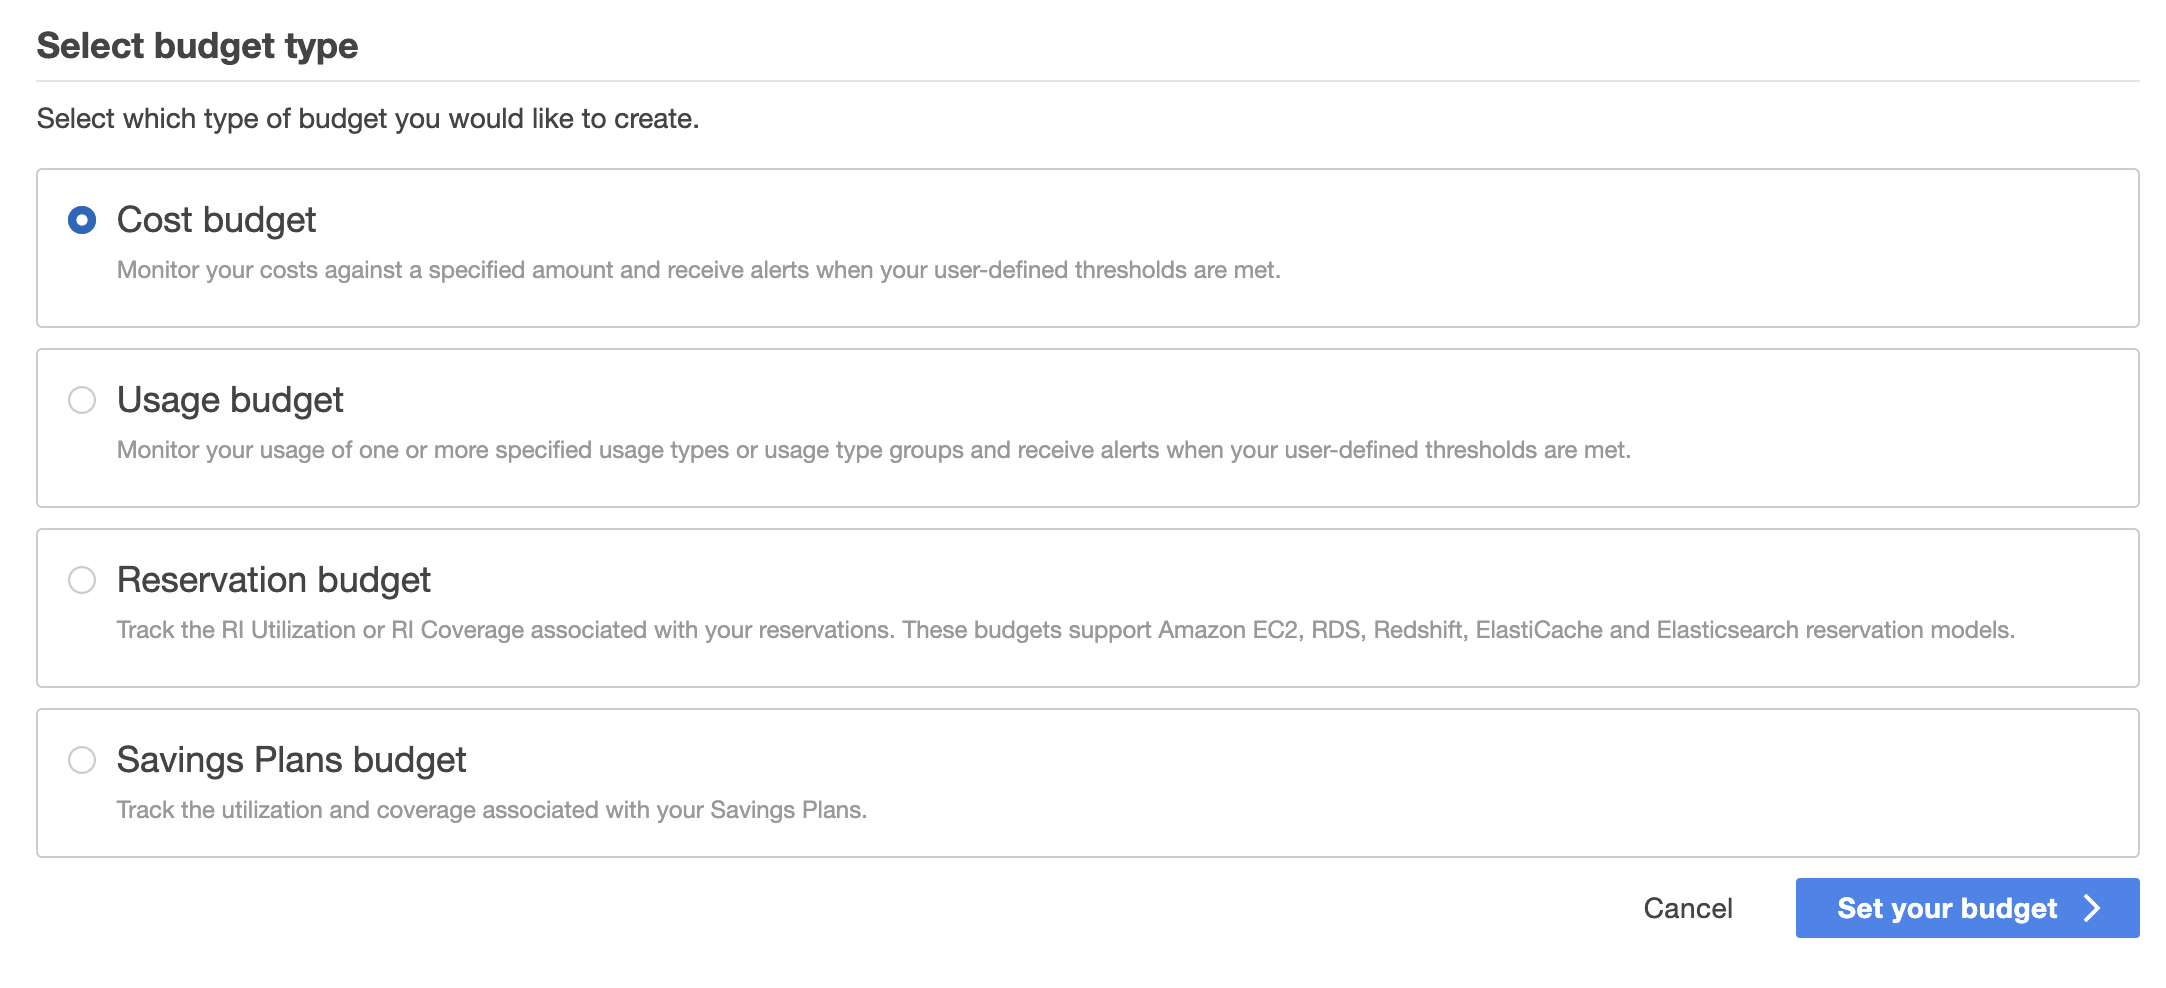 Select budget type
Select which type of budget you would like to create.
Cost budget
Monitor your costs against a specified amount and receive alerts when your user-defined thresholds are met.
Usage budget
Monitor your usage of one or more specified usage types or usage type groups and receive alerts when your user-defined thresholds are met.
Reservation budget
Track the RI Utilization or RI Coverage associated with your reservations. These budgets support Amazon EC2, RDS, Redshift, ElastiCache and Elasticsearch reservation models.
Savings Plans budget
Track the utilization and coverage associated with your Savings Plans.
Cancel
Set your budget